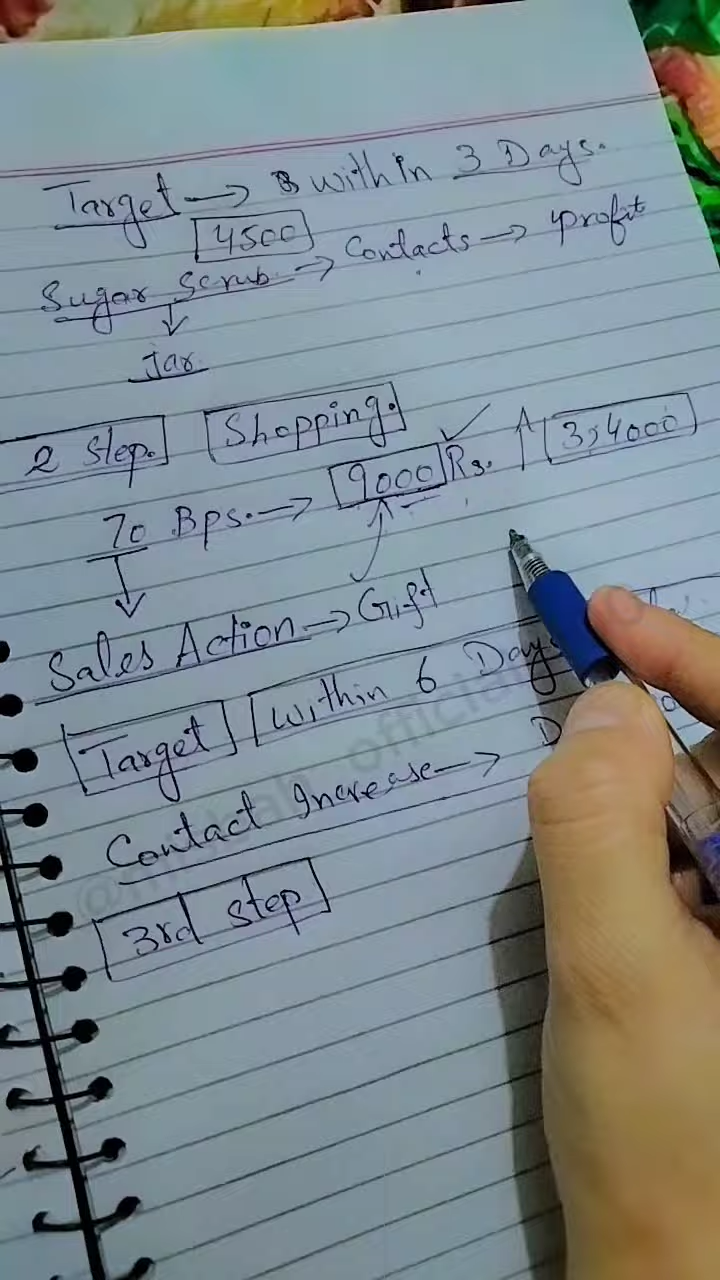 Target → within 3 Days.
4500
Sugar Scrub → Contacts → profit
↓
Jar
2 Step. Shopping.
70 Bps. → 9000 Rs. ↑ 3,4000
Sales Action → Gift
Target within 6 Days
Contact Increase → D
3rd step